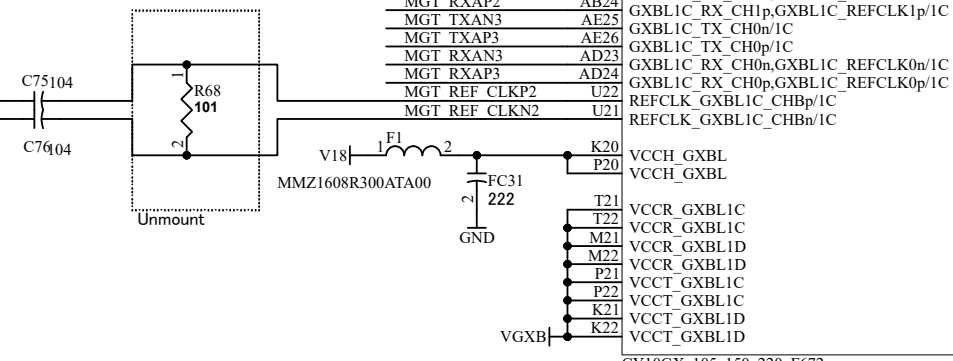 MGT_RXAP2 AB24 GXBL1C_RX_CH1p,GXBL1C_REFCLK1p/1C
MGT_TXAN3 AE25 GXBL1C_TX_CH0n/1C
MGT_TXAP3 AE26 GXBL1C_TX_CH0p/1C
MGT_RXAN3 AD23 GXBL1C_RX_CH0n,GXBL1C_REFCLK0n/1C
MGT_RXAP3 AD24 GXBL1C_RX_CH0p,GXBL1C_REFCLK0p/1C
MGT_REF_CLKP2 U22 REFCLK_GXBL1C_CHBp/1C
MGT_REF_CLKN2 U21 REFCLK_GXBL1C_CHBn/1C
C75 104
C76 104
1
R68
101
2
Unmount
V18 1 F1 2
MMZ1608R300ATA00
FC31
222
2
GND
K20 VCCH_GXBL
P20 VCCH_GXBL
T21 VCCR_GXBL1C
T22 VCCR_GXBL1C
M21 VCCR_GXBL1D
M22 VCCR_GXBL1D
P21 VCCT_GXBL1C
P22 VCCT_GXBL1C
K21 VCCT_GXBL1D
VGXB K22 VCCT_GXBL1D